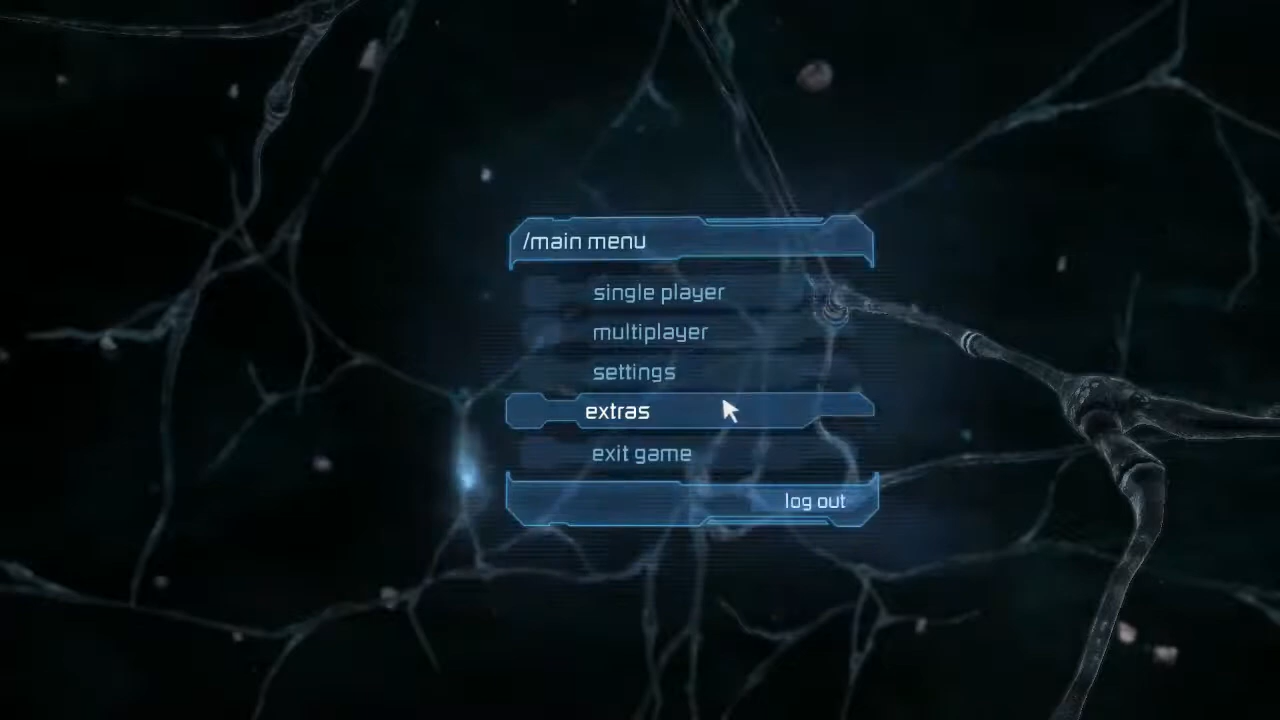 /main menu
single player
multiplayer
settings
extras
exit game
log out